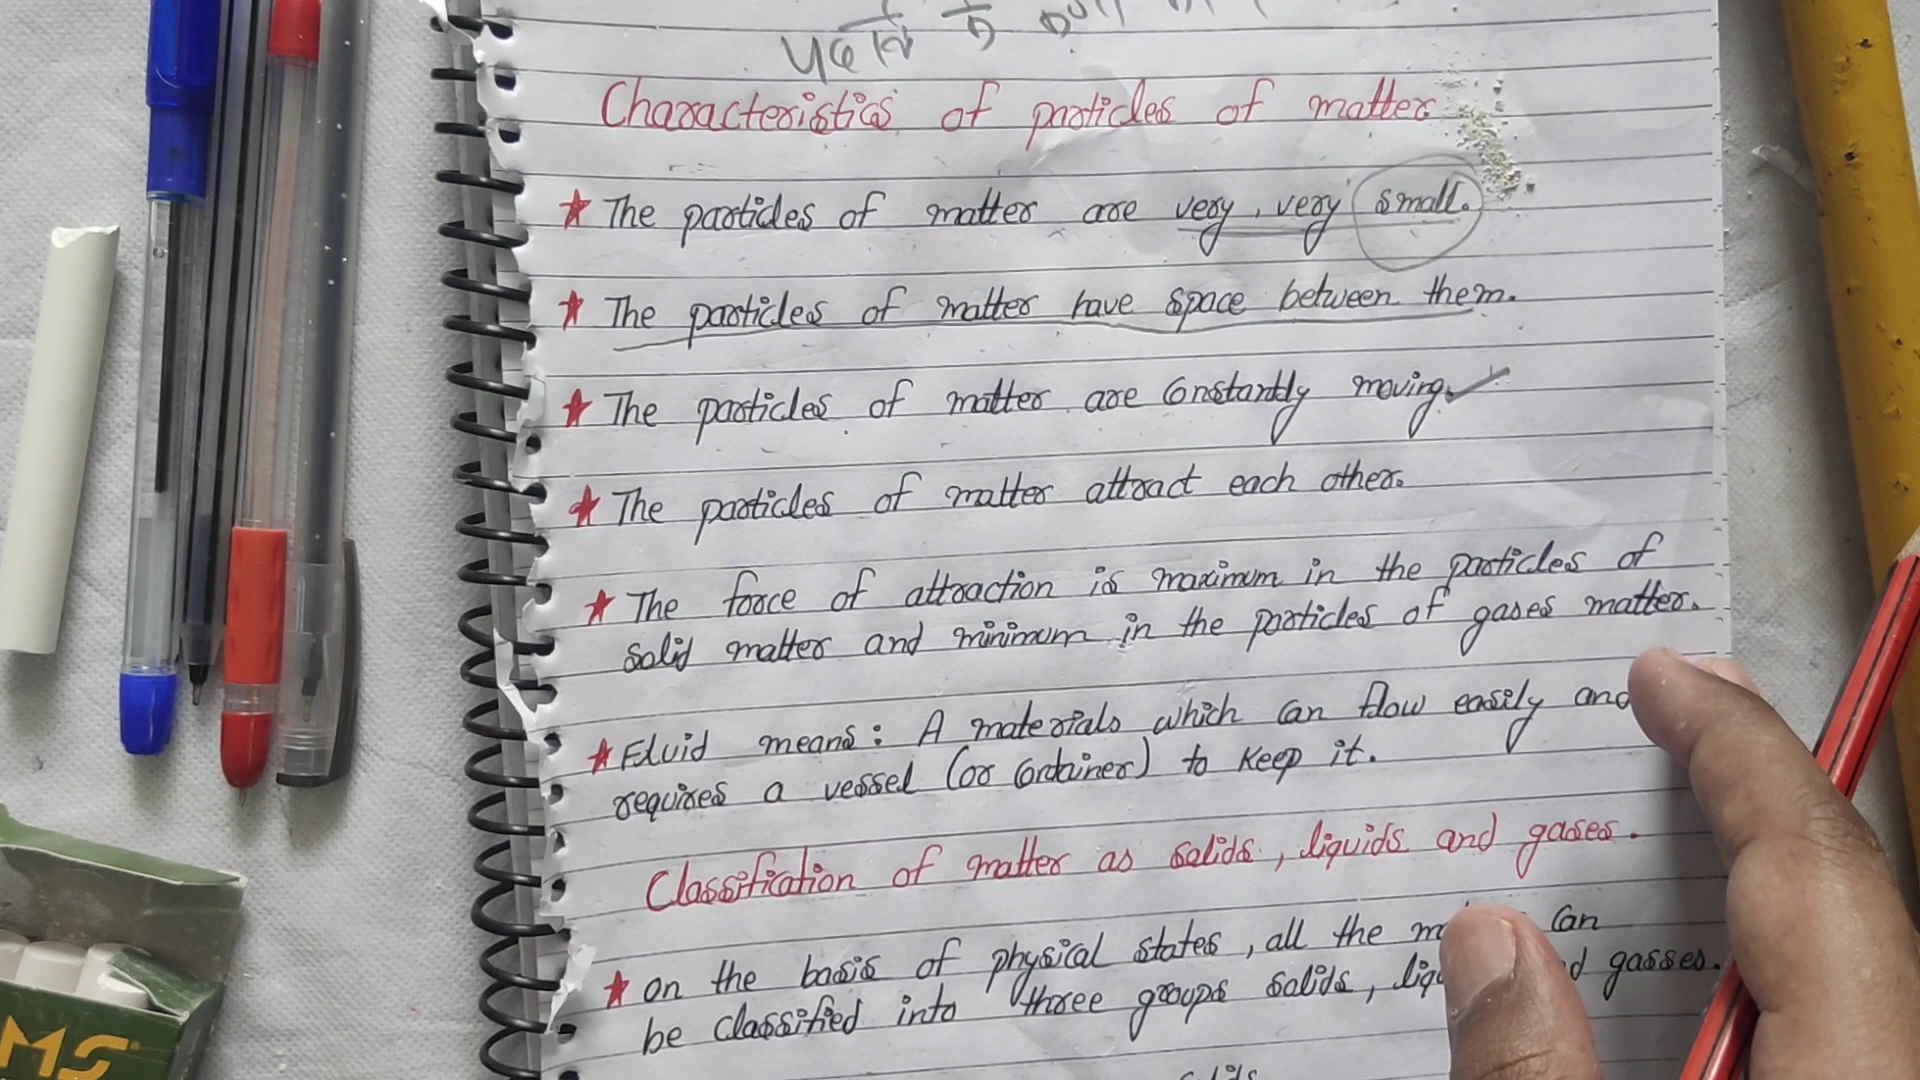 Characteristics of particles of matter.
★ The particles of matter are very, very small.
★ The particles of matter have space between them.
★ The particles of matter are constantly moving.
★ The particles of matter attract each other.
★ The force of attraction is maximum in the particles of
solid matter and minimum in the particles of gases matter.
★ Fluid means: A materials which can flow easily and
requires a vessel (or container) to keep it.
Classification of matter as solids, liquids and gases.
★ on the basis of physical states, all the can
be classified into three groups solids, gasses.
MS